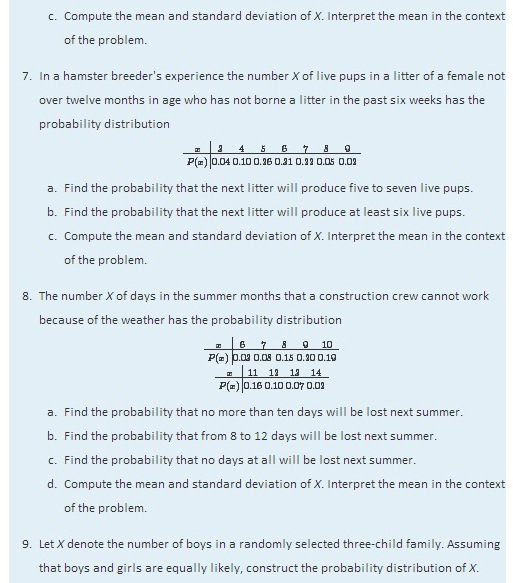 c. Compute the mean and standard deviation of X. Interpret the mean in the context
of the problem.
7. In a hamster breeder's experience the number X of live pups in a litter of a female not
over twelve months in age who has not borne a litter in the past six weeks has the
probability distribution
x 3 4 5 6 7 8 9
P(x) 0.04 0.10 0.26 0.31 0.22 0.05 0.02
a. Find the probability that the next litter will produce five to seven live pups.
b. Find the probability that the next litter will produce at least six live pups.
c. Compute the mean and standard deviation of X. Interpret the mean in the context
of the problem.
8. The number X of days in the summer months that a construction crew cannot work
because of the weather has the probability distribution
x 6 7 8 9 10
P(x) 0.03 0.08 0.15 0.20 0.19
x 11 12 13 14
P(x) 0.16 0.10 0.07 0.02
a. Find the probability that no more than ten days will be lost next summer.
b. Find the probability that from 8 to 12 days will be lost next summer.
c. Find the probability that no days at all will be lost next summer.
d. Compute the mean and standard deviation of X. Interpret the mean in the context
of the problem.
9. Let X denote the number of boys in a randomly selected three-child family. Assuming
that boys and girls are equally likely, construct the probability distribution of X.